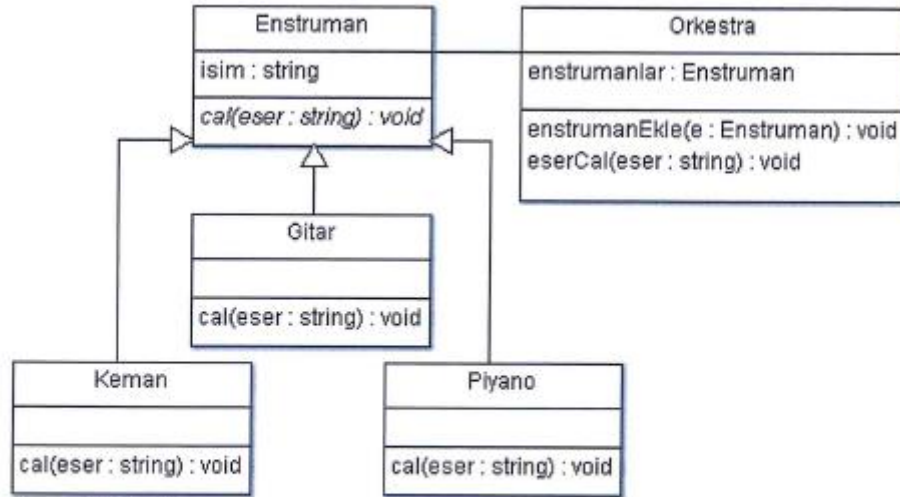 Enstruman
isim : string
cal(eser : string) : void
Orkestra
enstrumanlar : Enstruman
enstrumanEkle(e : Enstruman) : void
eserCal(eser : string) : void
Gitar
cal(eser : string) : void
Keman
cal(eser : string) : void
Piyano
cal(eser : string) : void